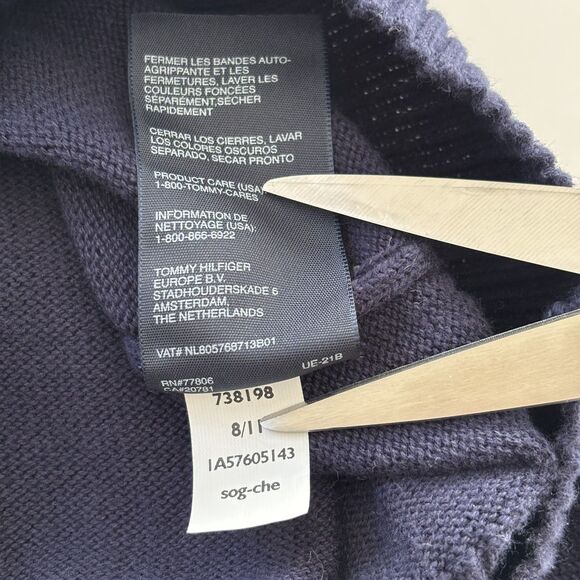 FERMER LES BANDES AUTO-
AGRIPPANTE ET LES
FERMETURES, LAVER LES
COULEURS FONCÉES
SÉPARÉMENT,SÉCHER
RAPIDEMENT
CERRAR LOS CIERRES, LAVAR
LOS COLORES OSCUROS
SEPARADO, SECAR PRONTO
PRODUCT CARE (USA)
1-800-TOMMY-CARES
INFORMATION DE
NETTOYAGE (USA):
1-800-866-6922
TOMMY HILFIGER
EUROPE B.V.
STADHOUDERSKADE 6
AMSTERDAM,
THE NETHERLANDS
VAT# NL805768713B01
UE-21B
RN#77806
CA#20781
738198
8/11
1A57605143
sog-che